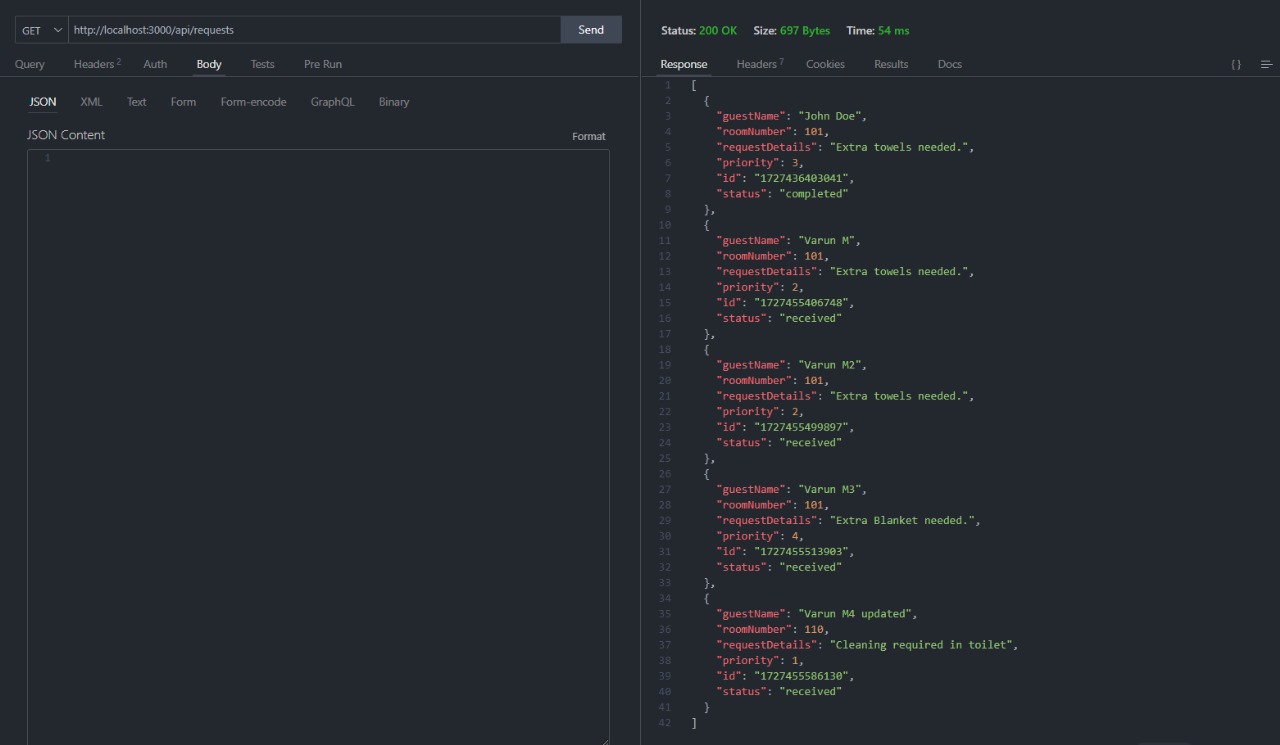 GET http://localhost:3000/api/requests Send
Query Headers 2 Auth Body Tests Pre Run
JSON XML Text Form Form-encode GraphQL Binary
JSON Content Format
1
Status: 200 OK Size: 697 Bytes Time: 54 ms
Response Headers 7 Cookies Results Docs { }
1 [
2 {
3 "guestName": "John Doe",
4 "roomNumber": 101,
5 "requestDetails": "Extra towels needed.",
6 "priority": 3,
7 "id": "1727436403041",
8 "status": "completed"
9 },
10 {
11 "guestName": "Varun M",
12 "roomNumber": 101,
13 "requestDetails": "Extra towels needed.",
14 "priority": 2,
15 "id": "1727455406748",
16 "status": "received"
17 },
18 {
19 "guestName": "Varun M2",
20 "roomNumber": 101,
21 "requestDetails": "Extra towels needed.",
22 "priority": 2,
23 "id": "1727455499897",
24 "status": "received"
25 },
26 {
27 "guestName": "Varun M3",
28 "roomNumber": 101,
29 "requestDetails": "Extra Blanket needed.",
30 "priority": 4,
31 "id": "1727455513903",
32 "status": "received"
33 },
34 {
35 "guestName": "Varun M4 updated",
36 "roomNumber": 110,
37 "requestDetails": "Cleaning required in toilet",
38 "priority": 1,
39 "id": "1727455586130",
40 "status": "received"
41 }
42 ]